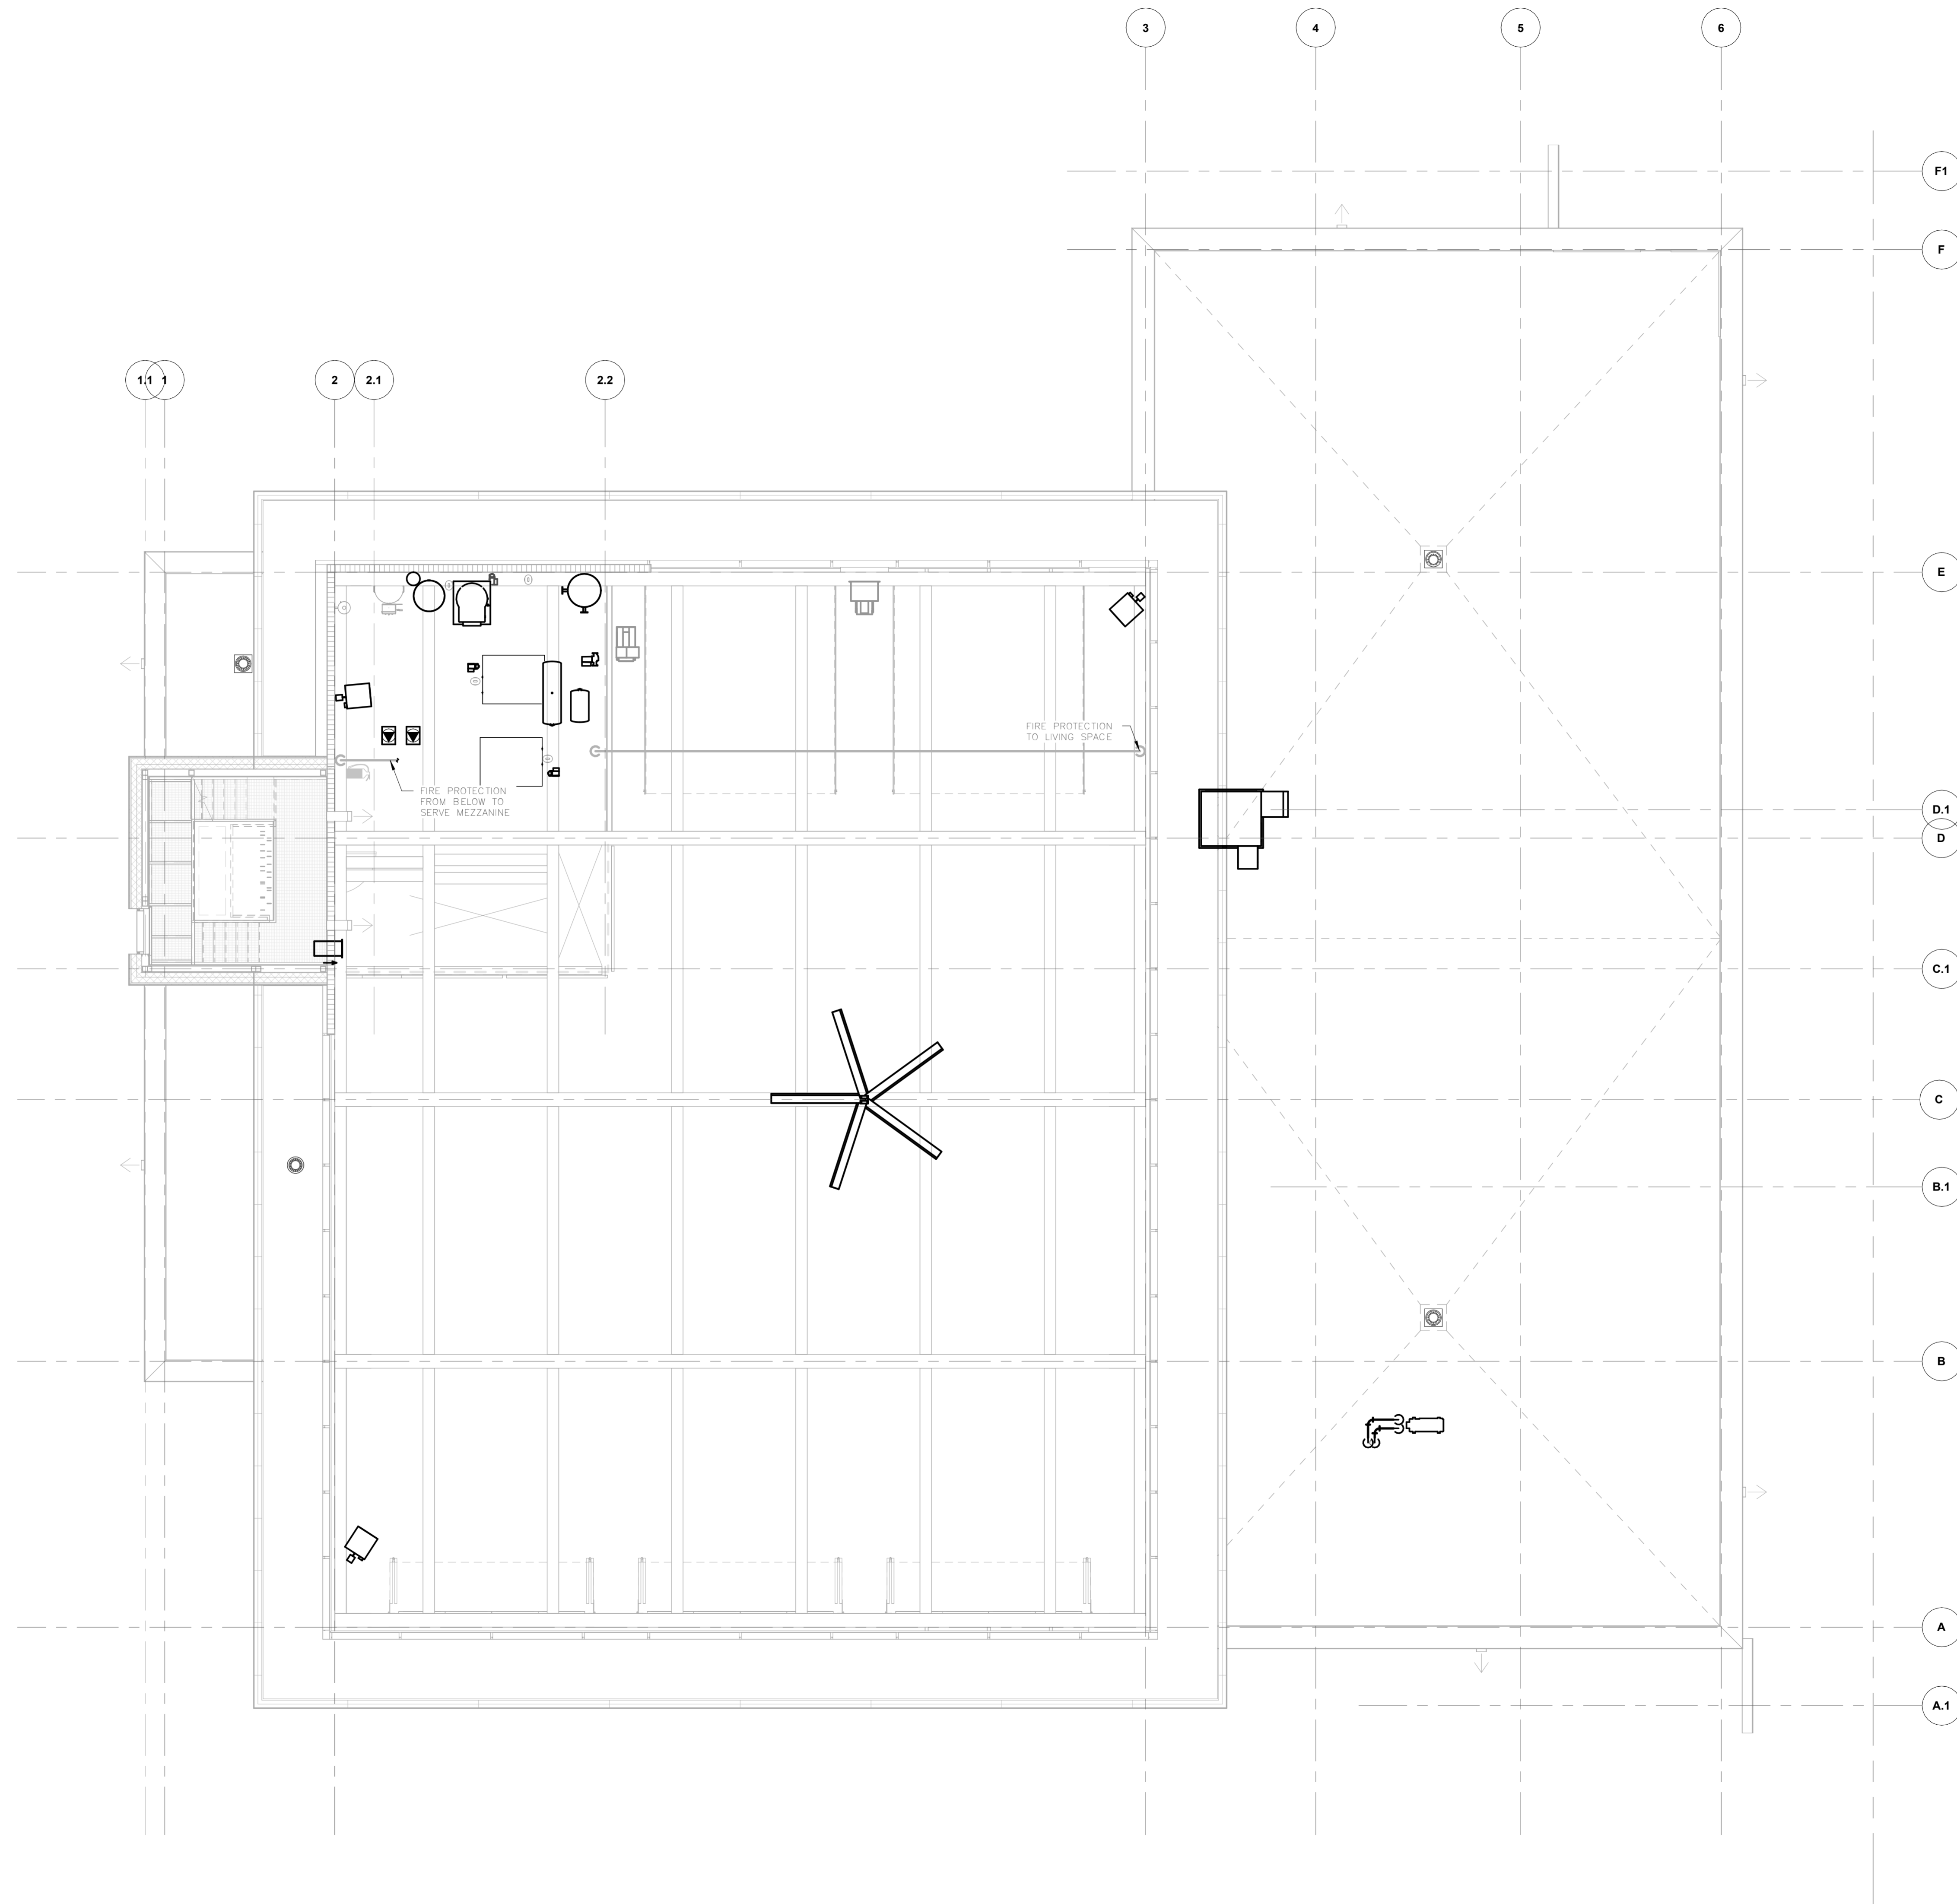 3
4
5
6
F1
F
1.1
1
2
2.1
2.2
E
FIRE PROTECTION
TO LIVING SPACE
FIRE PROTECTION
FROM BELOW TO
SERVE MEZZANINE
D.1
D
C.1
C
B.1
B
A
A.1